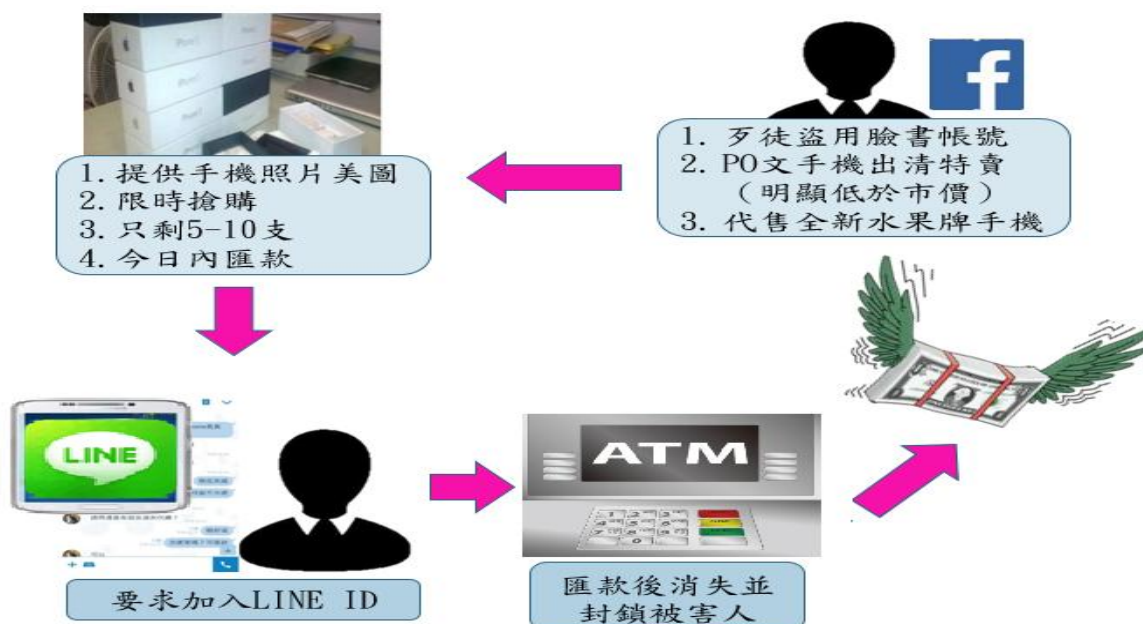 1. 歹徒盜用臉書帳號
2. PO文手機出清特賣
（明顯低於市價）
3. 代售全新水果牌手機
f
1. 提供手機照片美圖
2. 限時搶購
3. 只剩5-10支
4. 今日內匯款
LINE
要求加入LINE ID
ATM
匯款後消失並
封鎖被害人